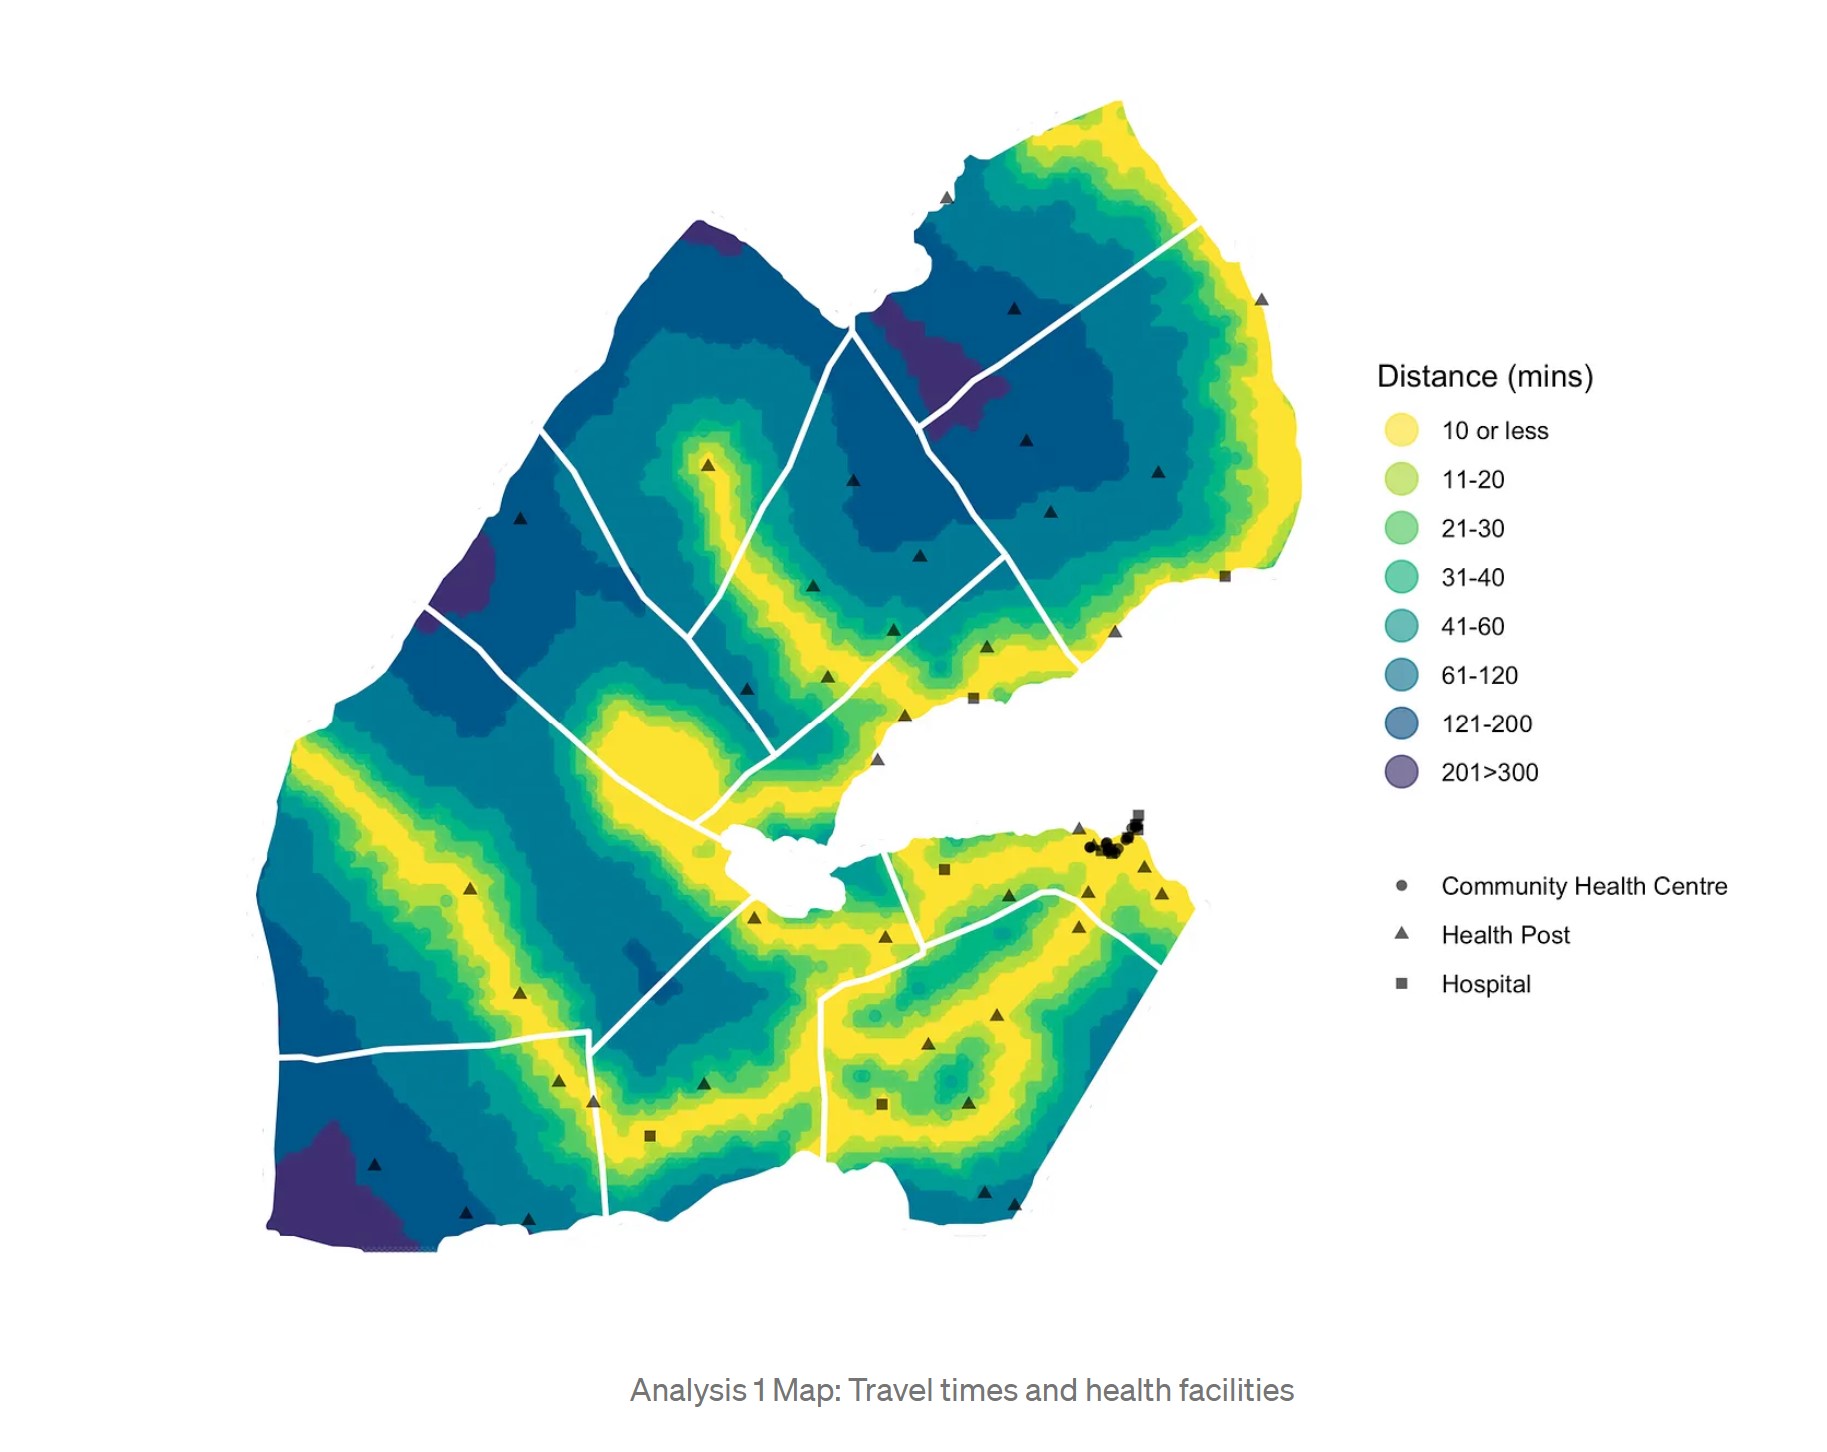 Distance (mins)
10 or less
11-20
21-30
31-40
41-60
61-120
121-200
201>300
Community Health Centre
Health Post
Hospital
Analysis 1 Map: Travel times and health facilities